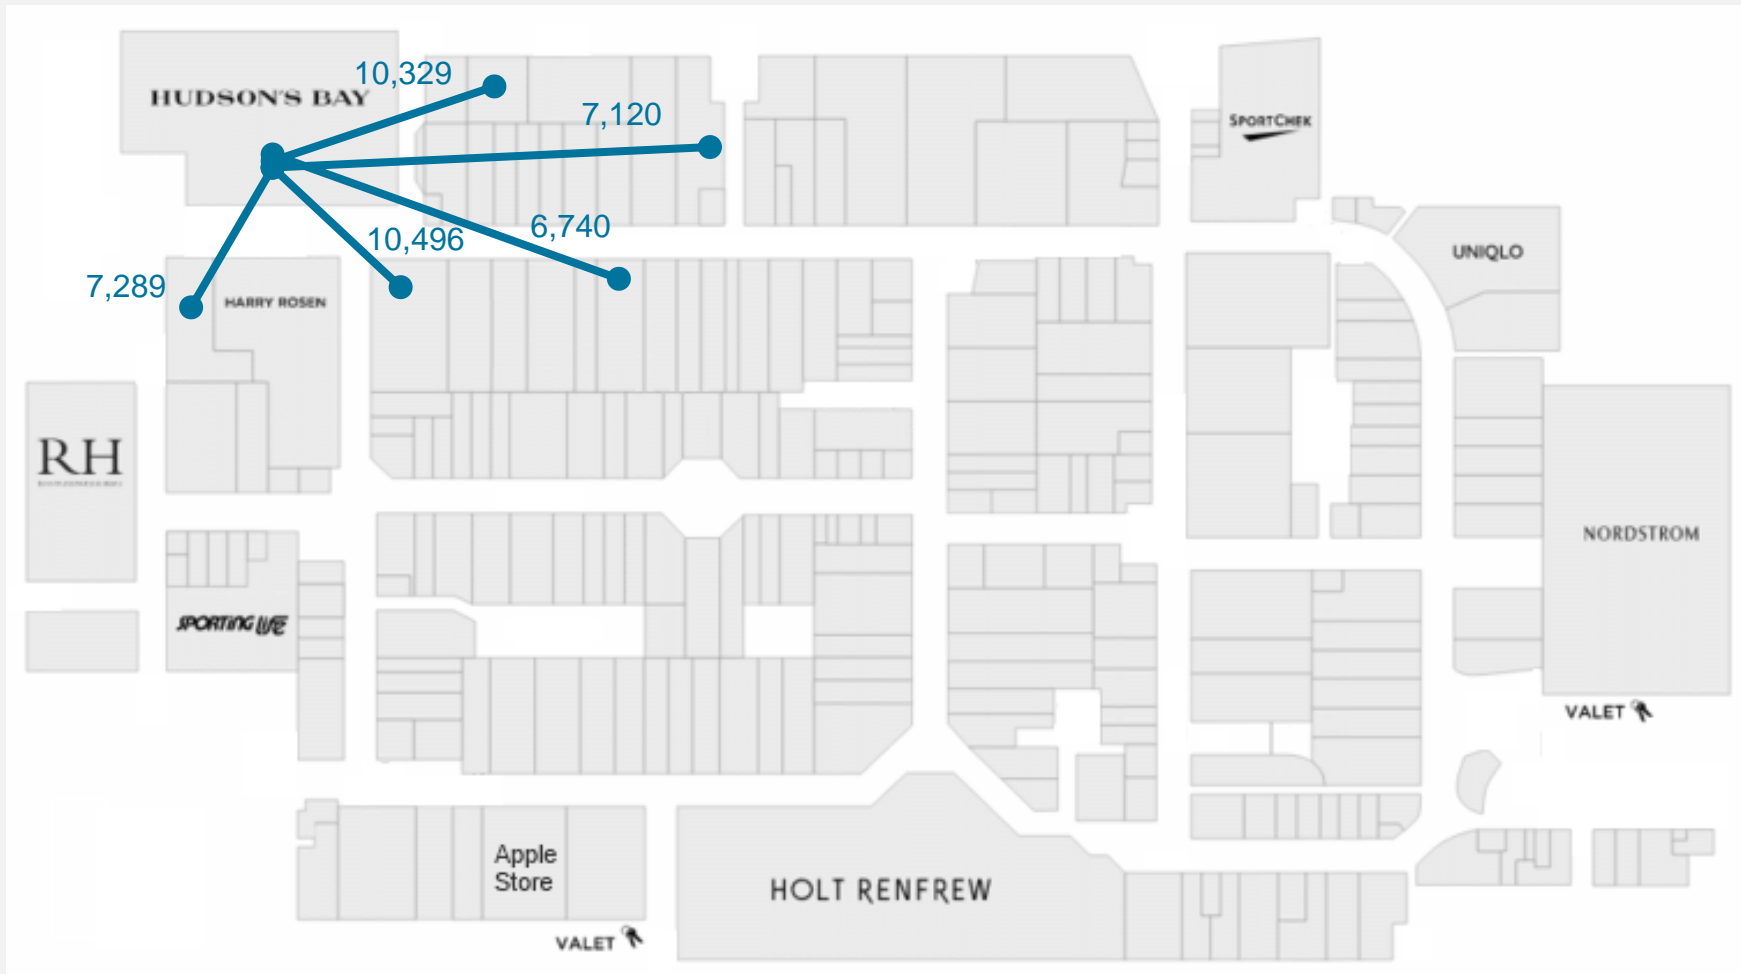 10,329
HUDSON'S BAY
7,120
SPORTCHEK
6,740
10,496
UNIQLO
7,289
HARRY ROSEN
RH
NORDSTROM
SPORTING LIFE
VALET
Apple
Store
HOLT RENFREW
VALET